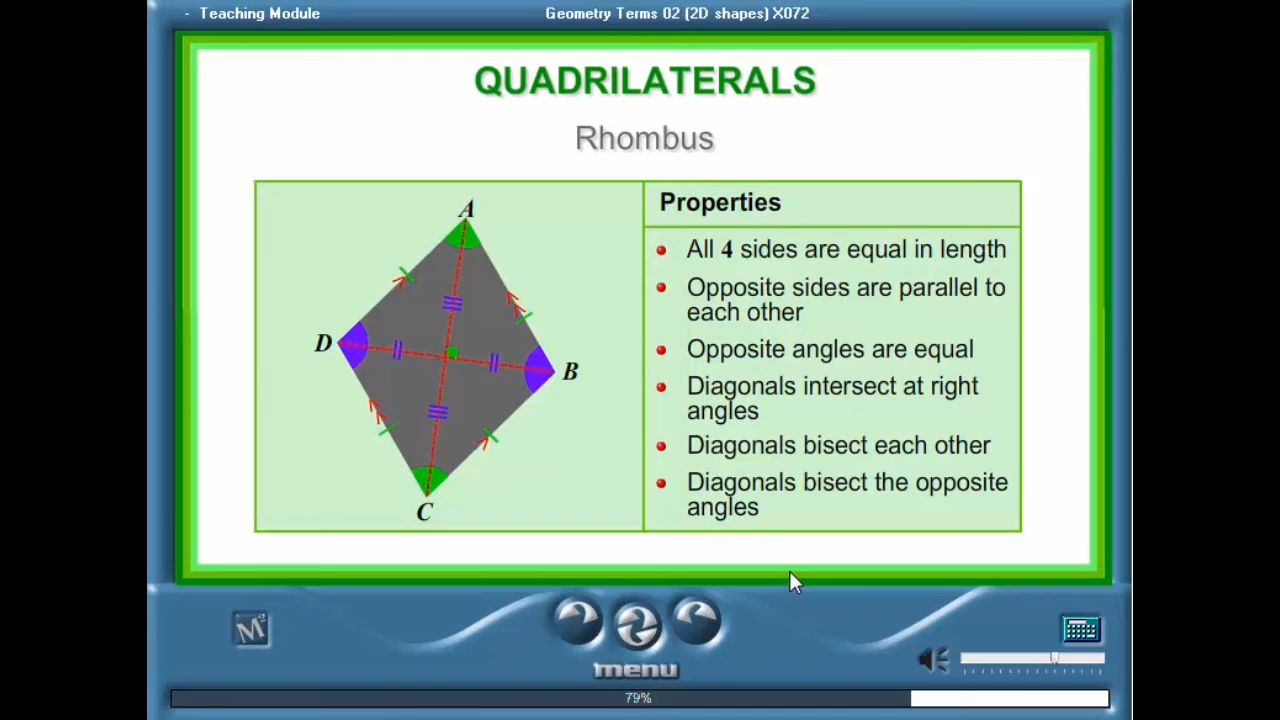 - Teaching Module
Geometry Terms 02 (2D shapes) X072
QUADRILATERALS
Rhombus
A
D
B
C
Properties
All 4 sides are equal in length
Opposite sides are parallel to
each other
Opposite angles are equal
Diagonals intersect at right
angles
Diagonals bisect each other
Diagonals bisect the opposite
angles
M²
menu
79%